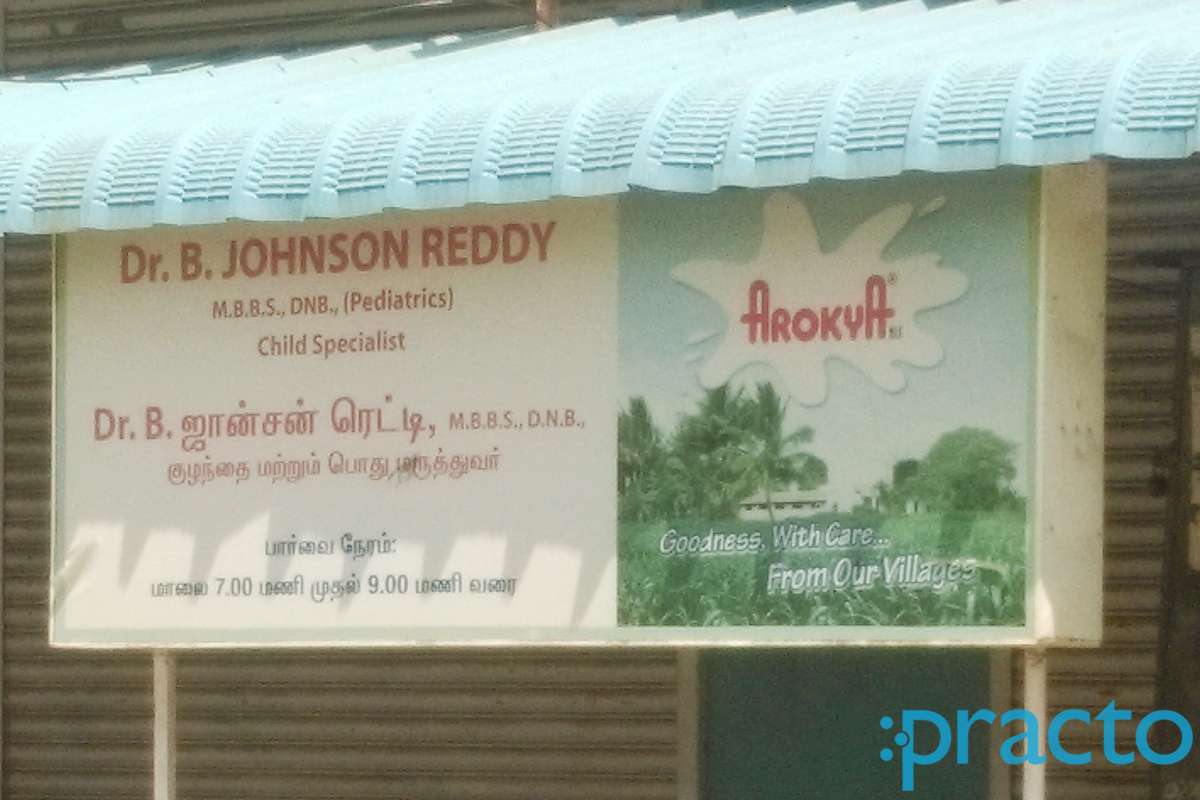 Dr. B. JOHNSON REDDY
M.B.B.S., DNB., (Pediatrics)
Child Specialist
Dr. B. ஜான்சன் ரெட்டி, M.B.B.S., D.N.B.,
குழந்தை மற்றும் பொது மருத்துவர்
பார்வை நேரம்:
மாலை 7.00 மணி முதல் 9.00 மணி வரை
AROKYA®
Goodness, With Care...
From Our Villages
:practo